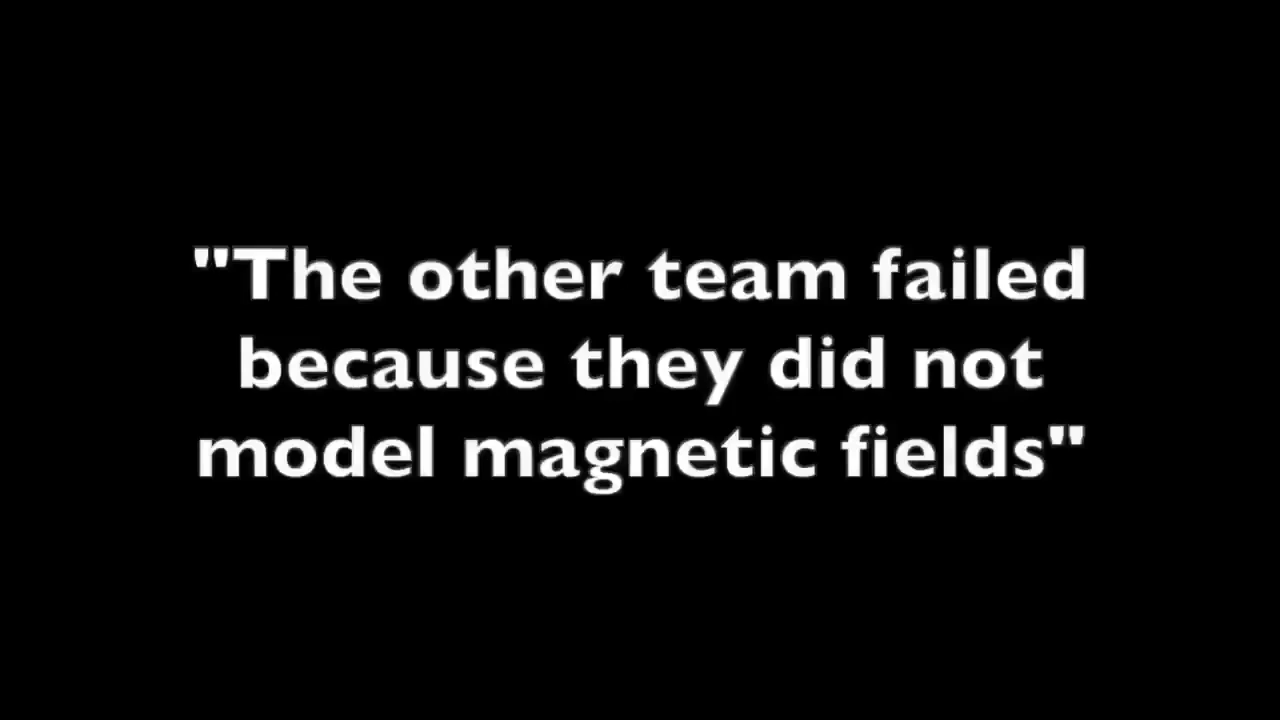 "The other team failed
because they did not
model magnetic fields"